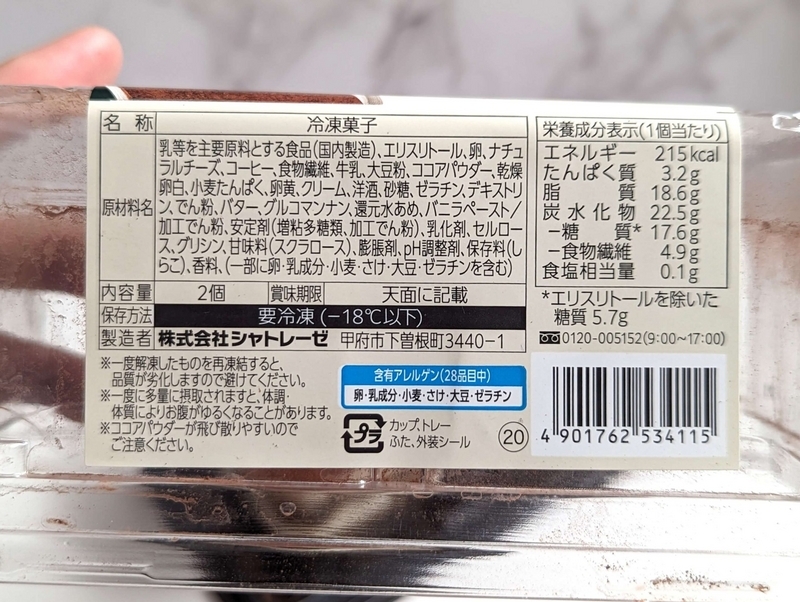 名称 冷凍菓子
原材料名
乳等を主要原料とする食品(国内製造)、エリスリトール、卵、ナチュ
ラルチーズ、コーヒー、食物繊維、牛乳、大豆粉、ココアパウダー、乾燥
卵白、小麦たんぱく、卵黄、クリーム、洋酒、砂糖、ゼラチン、デキストリ
ン、でん粉、バター、グルコマンナン、還元水あめ、バニラペースト/
加工でん粉、安定剤(増粘多糖類、加工でん粉)、乳化剤、セルロー
ス、グリシン、甘味料(スクラロース)、膨脹剤、pH調整剤、保存料(し
らこ)、香料、(一部に卵・乳成分・小麦・さけ・大豆・ゼラチンを含む)
内容量 2個 賞味期限 天面に記載
保存方法 要冷凍(−18℃以下)
製造者 株式会社シャトレーゼ 甲府市下曽根町3440−1
※一度解凍したものを再凍結すると、
品質が劣化しますので避けてください。
※一度に多量に摂取されますと、体調・
体質によりお腹がゆるくなることがあります。
※ココアパウダーが飛び散りやすいので
ご注意ください。
含有アレルゲン(28品目中)
卵・乳成分・小麦・さけ・大豆・ゼラチン
プラ
カップ、トレー
ふた、外装シール
20
栄養成分表示(1個当たり)
エネルギー 215kcal
たんぱく質 3.2g
脂質 18.6g
炭水化物 22.5g
−糖質* 17.6g
−食物繊維 4.9g
食塩相当量 0.1g
*エリスリトールを除いた
糖質 5.7g
0120-005152(9:00〜17:00)
4 901762 534115